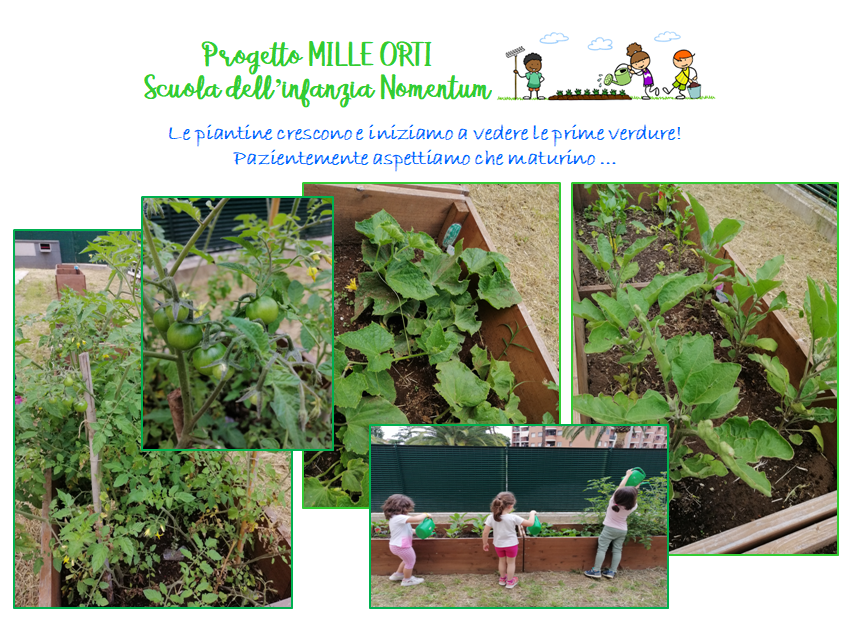 Progetto MILLE ORTI
Scuola dell'infanzia Nomentum
Le piantine crescono e iniziamo a vedere le prime verdure!
Pazientemente aspettiamo che maturino ...